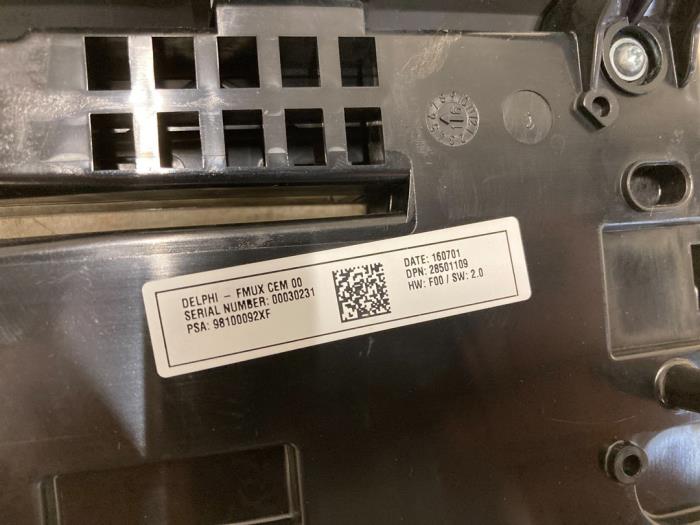 DELPHI - FMUX CEM 00
SERIAL NUMBER: 00030231
PSA: 98100092XF
DATE: 160701
DPN: 28501109
HW: F00 / SW: 2.0